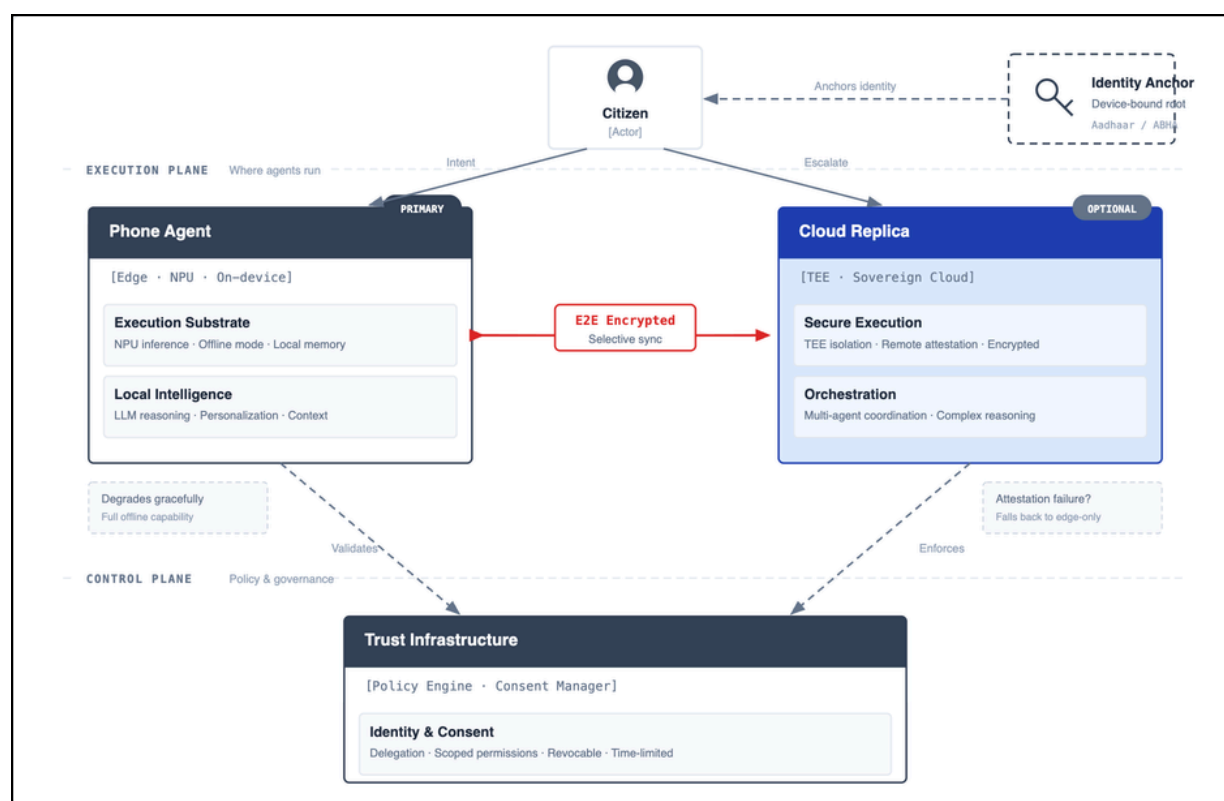 Citizen
[Actor]
Anchors identity
Identity Anchor
Device-bound root
Aadhaar / ABHA
EXECUTION PLANE Where agents run
Intent
Escalate
PRIMARY
Phone Agent
[Edge · NPU · On-device]
Execution Substrate
NPU inference · Offline mode · Local memory
Local Intelligence
LLM reasoning · Personalization · Context
E2E Encrypted
Selective sync
OPTIONAL
Cloud Replica
[TEE · Sovereign Cloud]
Secure Execution
TEE isolation · Remote attestation · Encrypted
Orchestration
Multi-agent coordination · Complex reasoning
Degrades gracefully
Full offline capability
Attestation failure?
Falls back to edge-only
Validates
Enforces
CONTROL PLANE Policy & governance
Trust Infrastructure
[Policy Engine · Consent Manager]
Identity & Consent
Delegation · Scoped permissions · Revocable · Time-limited